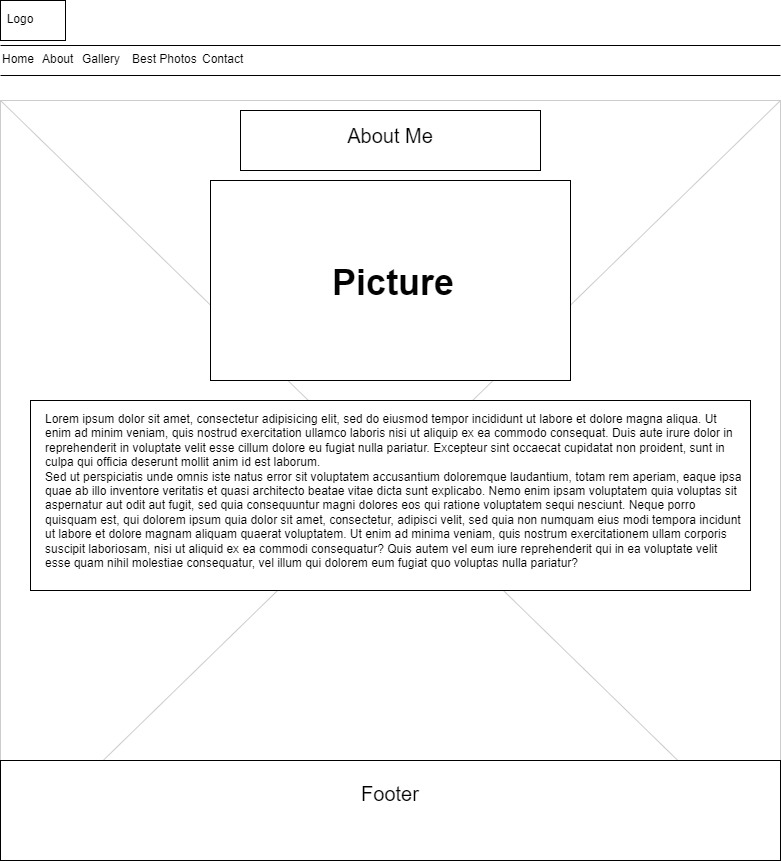 Logo
Home About Gallery Best Photos Contact
About Me
Picture
Lorem ipsum dolor sit amet, consectetur adipisicing elit, sed do eiusmod tempor incididunt ut labore et dolore magna aliqua. Ut
enim ad minim veniam, quis nostrud exercitation ullamco laboris nisi ut aliquip ex ea commodo consequat. Duis aute irure dolor in
reprehenderit in voluptate velit esse cillum dolore eu fugiat nulla pariatur. Excepteur sint occaecat cupidatat non proident, sunt in
culpa qui officia deserunt mollit anim id est laborum.
Sed ut perspiciatis unde omnis iste natus error sit voluptatem accusantium doloremque laudantium, totam rem aperiam, eaque ipsa
quae ab illo inventore veritatis et quasi architecto beatae vitae dicta sunt explicabo. Nemo enim ipsam voluptatem quia voluptas sit
aspernatur aut odit aut fugit, sed quia consequuntur magni dolores eos qui ratione voluptatem sequi nesciunt. Neque porro
quisquam est, qui dolorem ipsum quia dolor sit amet, consectetur, adipisci velit, sed quia non numquam eius modi tempora incidunt
ut labore et dolore magnam aliquam quaerat voluptatem. Ut enim ad minima veniam, quis nostrum exercitationem ullam corporis
suscipit laboriosam, nisi ut aliquid ex ea commodi consequatur? Quis autem vel eum iure reprehenderit qui in ea voluptate velit
esse quam nihil molestiae consequatur, vel illum qui dolorem eum fugiat quo voluptas nulla pariatur?
Footer